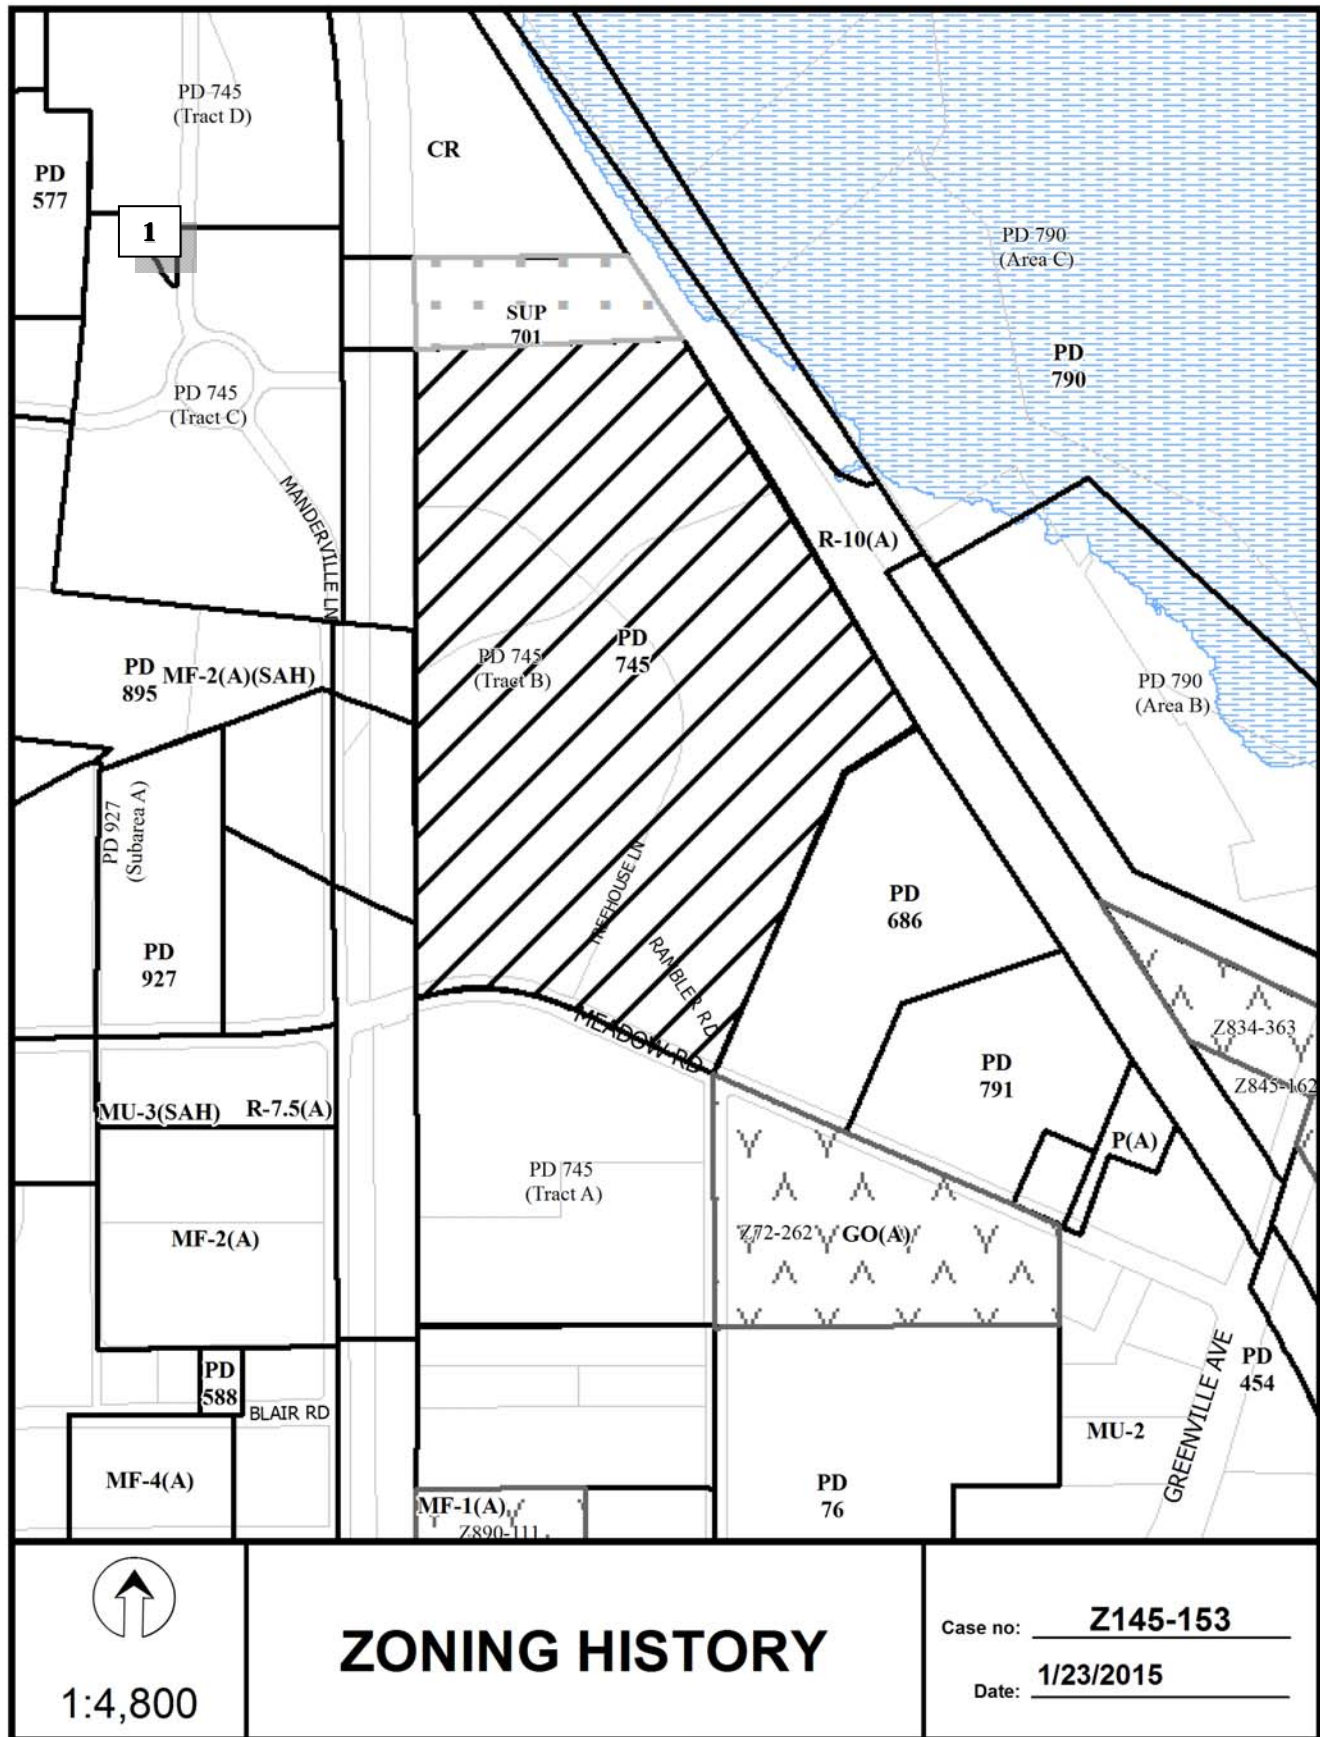 PD 745
(Tract D)
CR
PD
577
1
PD 790
(Area C)
SUP
701
PD
790
PD 745
(Tract C)
MANDERVILLE LN
R-10(A)
PD
745
PD 745
(Tract B)
PD
895
MF-2(A)(SAH)
PD 790
(Area B)
PD 927
(Subarea A)
TREEHOUSE LN
PD
686
RAMBLER RD
PD
927
MEADOW RD
Z834-363
PD
791
Z845-162
MU-3(SAH)
R-7.5(A)
P(A)
PD 745
(Tract A)
MF-2(A)
Z72-262
GO(A)
PD
588
BLAIR RD
GREENVILLE AVE
PD
454
MU-2
MF-4(A)
PD
76
MF-1(A)
Z890-111
1:4,800
ZONING HISTORY
Case no: Z145-153
Date: 1/23/2015